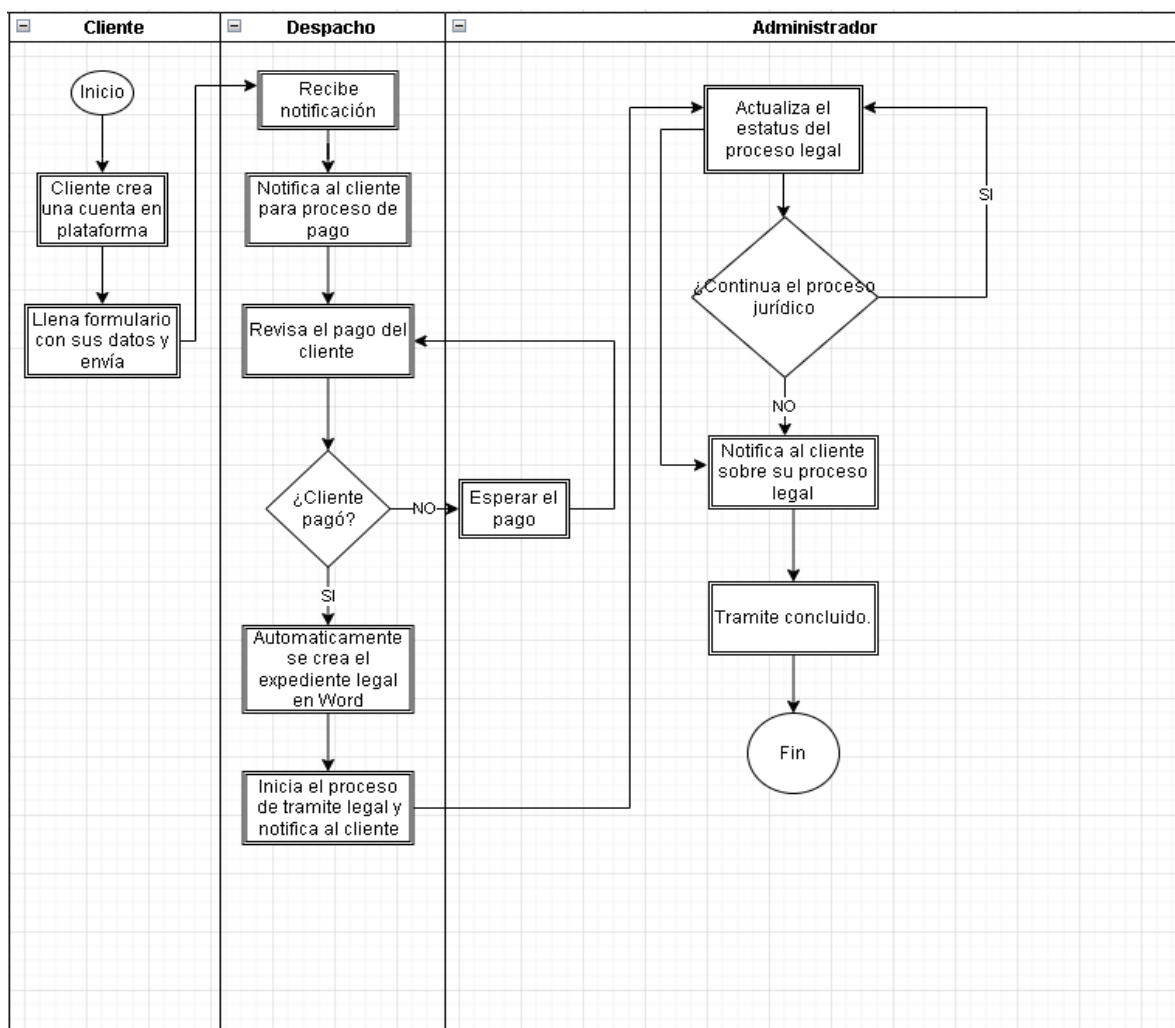 Cliente
Despacho
Administrador
Inicio
Cliente crea
una cuenta en
plataforma
Llena formulario
con sus datos y
envía
Recibe
notificación
Notifica al cliente
para proceso de
pago
Revisa el pago del
cliente
¿Cliente
pagó?
NO
Esperar el
pago
SI
Automaticamente
se crea el
expediente legal
en Word
Inicia el proceso
de tramite legal y
notifica al cliente
Actualiza el
estatus del
proceso legal
SI
¿Continua el proceso
jurídico
NO
Notifica al cliente
sobre su proceso
legal
Tramite concluido.
Fin